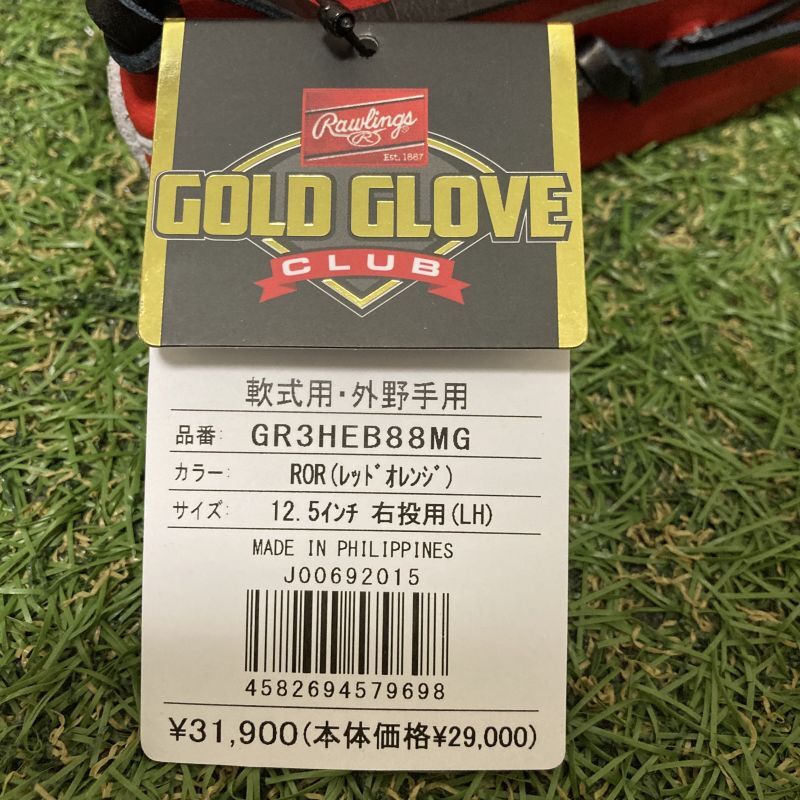 Rawlings
R
Est. 1887
GOLD GLOVE
CLUB
軟式用・外野手用
品番: GR3HEB88MG
カラー: ROR(ﾚｯﾄﾞｵﾚﾝｼﾞ)
サイズ: 12.5ｲﾝﾁ 右投用(LH)
MADE IN PHILIPPINES
J00692015
4582694579698
¥31,900(本体価格¥29,000)